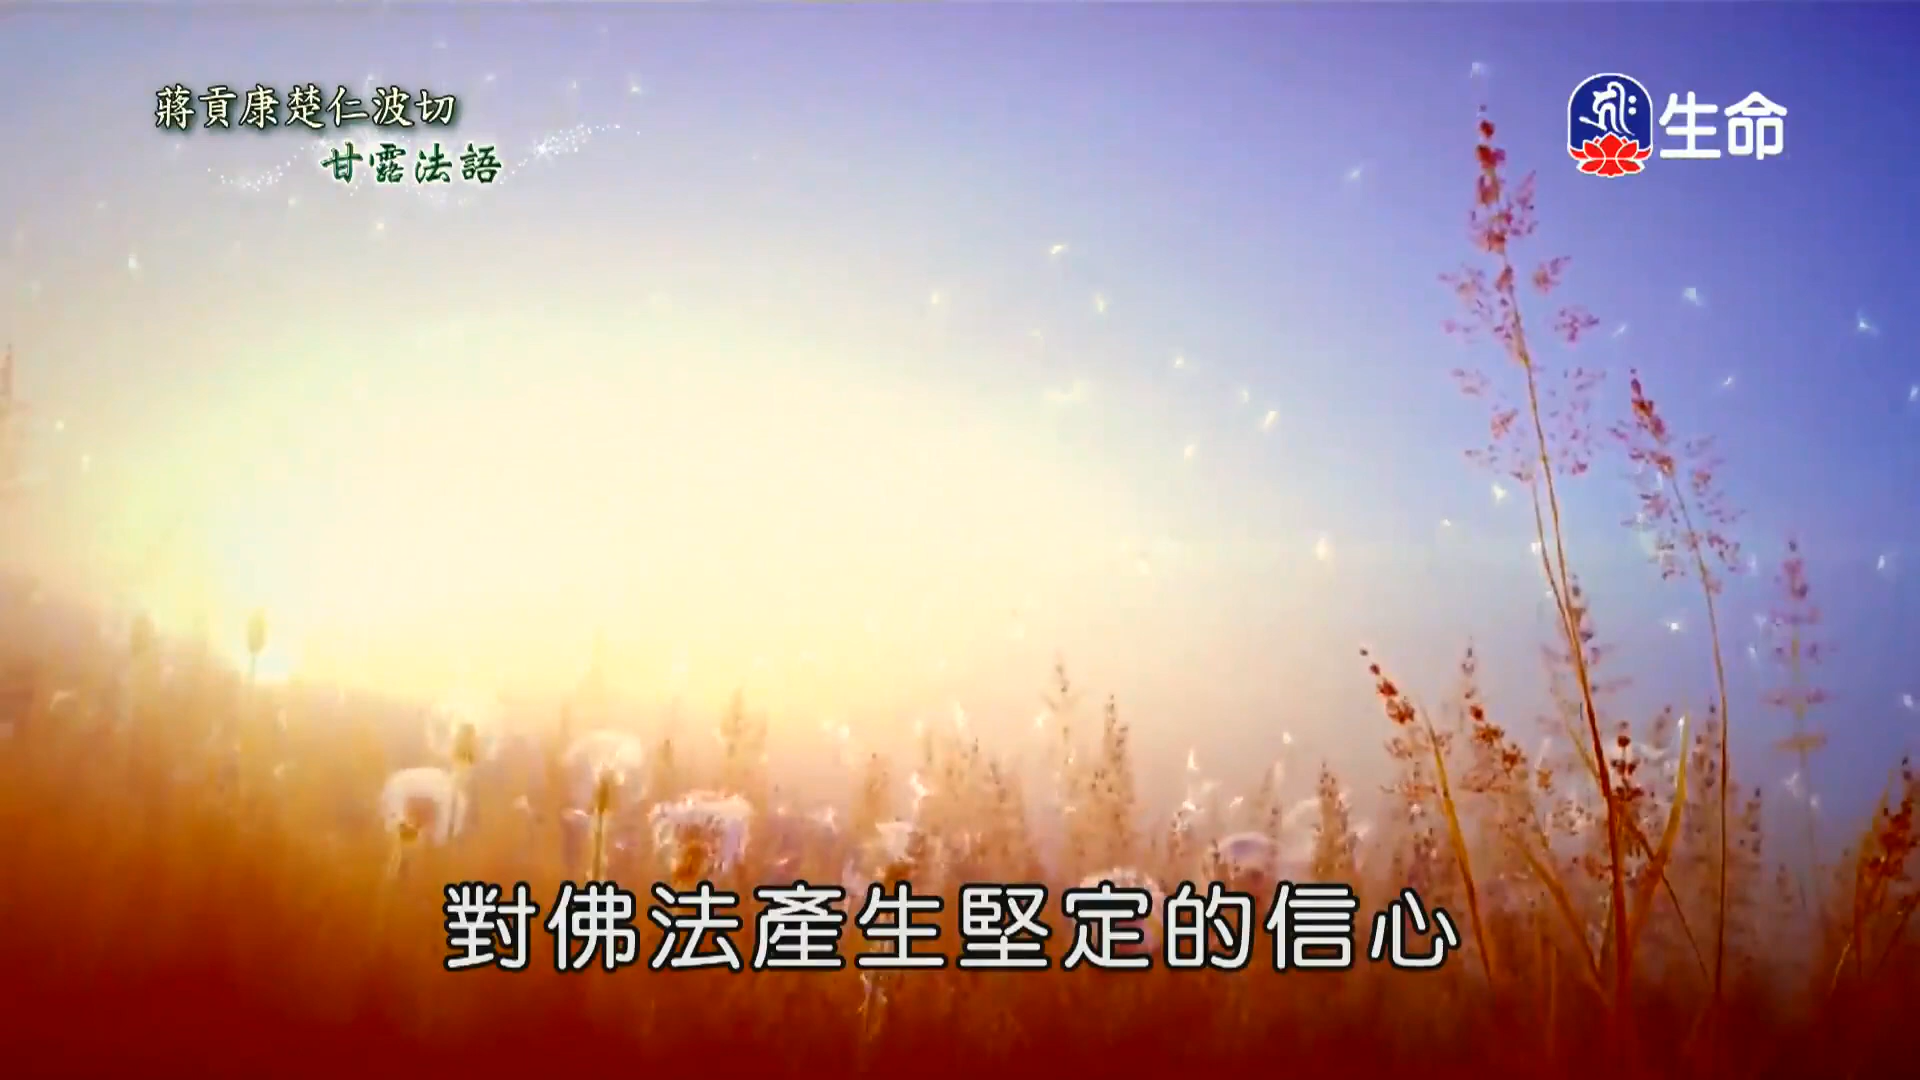 蔣貢康楚仁波切
甘露法語
生命
對佛法產生堅定的信心